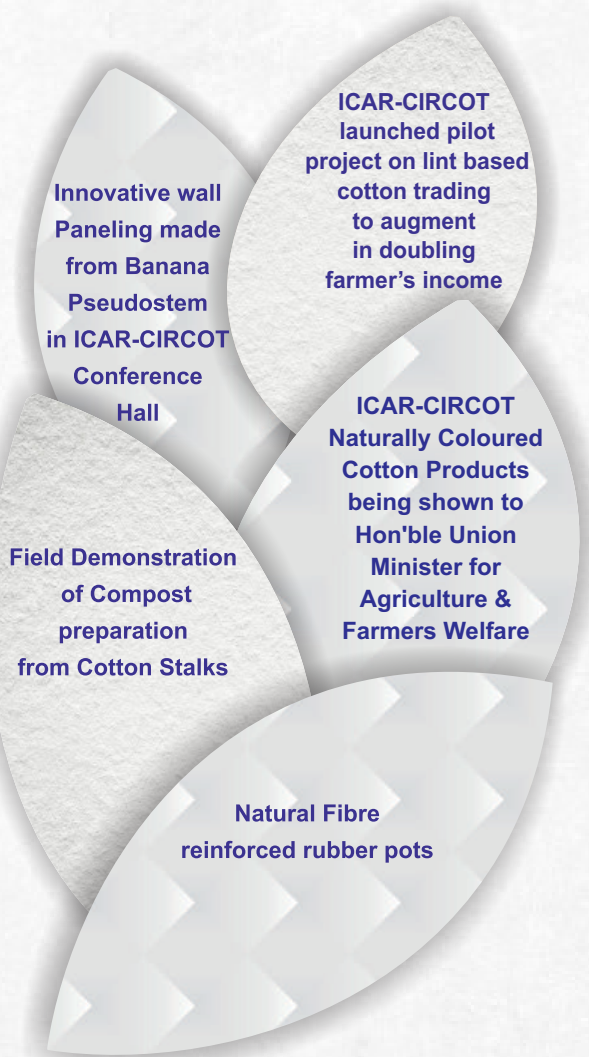 Innovative wall
Paneling made
from Banana
Pseudostem
in ICAR-CIRCOT
Conference
Hall
ICAR-CIRCOT
launched pilot
project on lint based
cotton trading
to augment
in doubling
farmer's income
ICAR-CIRCOT
Naturally Coloured
Cotton Products
being shown to
Hon'ble Union
Minister for
Agriculture &
Farmers Welfare
Field Demonstration
of Compost
preparation
from Cotton Stalks
Natural Fibre
reinforced rubber pots